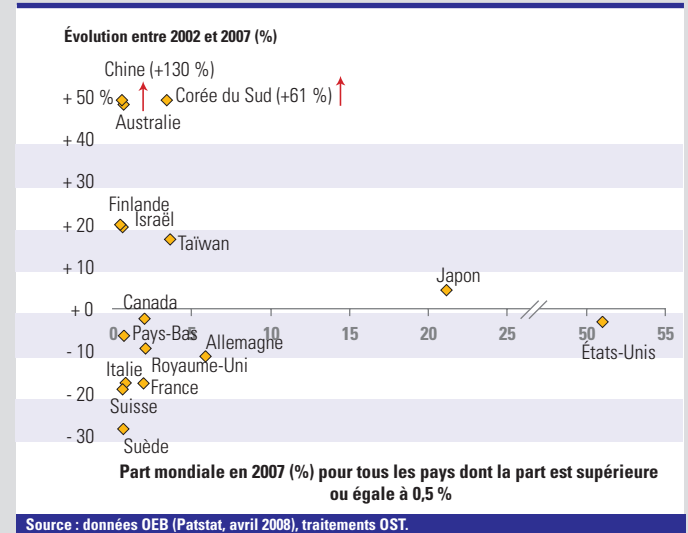 Évolution entre 2002 et 2007 (%)
Chine (+130 %)
+ 50 %
Corée du Sud (+61 %)
Australie
+ 40
+ 30
Finlande
Israël
+ 20
Taïwan
+ 10
Japon
Canada
+ 0
0 5 10 15 20 25 50 55
Pays-Bas
Allemagne
États-Unis
- 10
Royaume-Uni
Italie
France
- 20
Suisse
- 30
Suède
Part mondiale en 2007 (%) pour tous les pays dont la part est supérieure
ou égale à 0,5 %
Source : données OEB (Patstat, avril 2008), traitements OST.